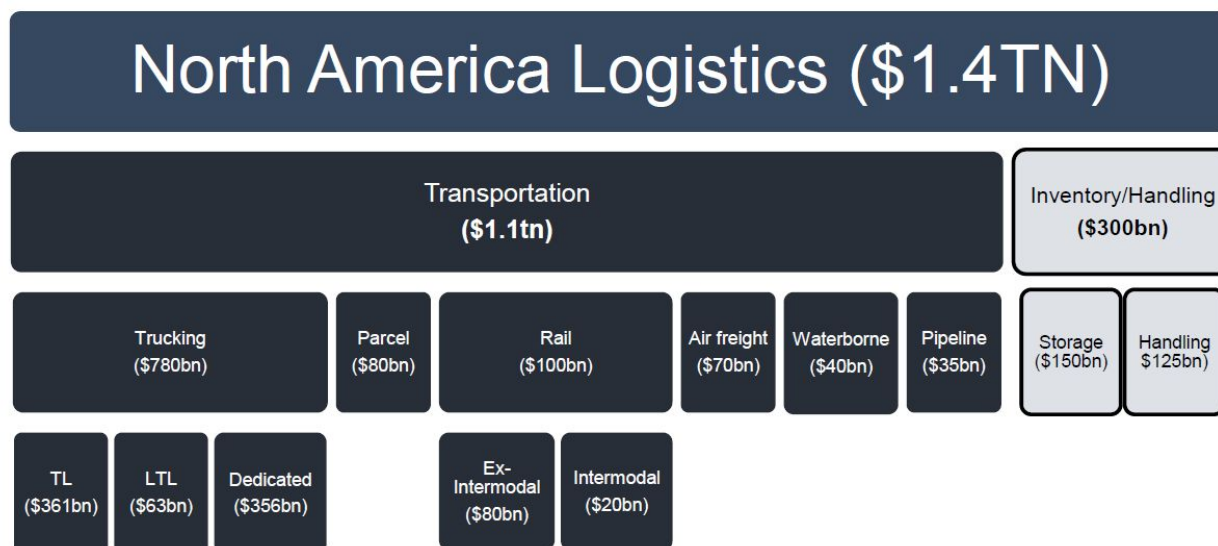 North America Logistics ($1.4TN)
Transportation
($1.1tn)
Inventory/Handling
($300bn)
Trucking
($780bn)
Parcel
($80bn)
Rail
($100bn)
Air freight
($70bn)
Waterborne
($40bn)
Pipeline
($35bn)
Storage
($150bn)
Handling
$125bn)
TL
($361bn)
LTL
($63bn)
Dedicated
($356bn)
Ex-
Intermodal
($80bn)
Intermodal
($20bn)